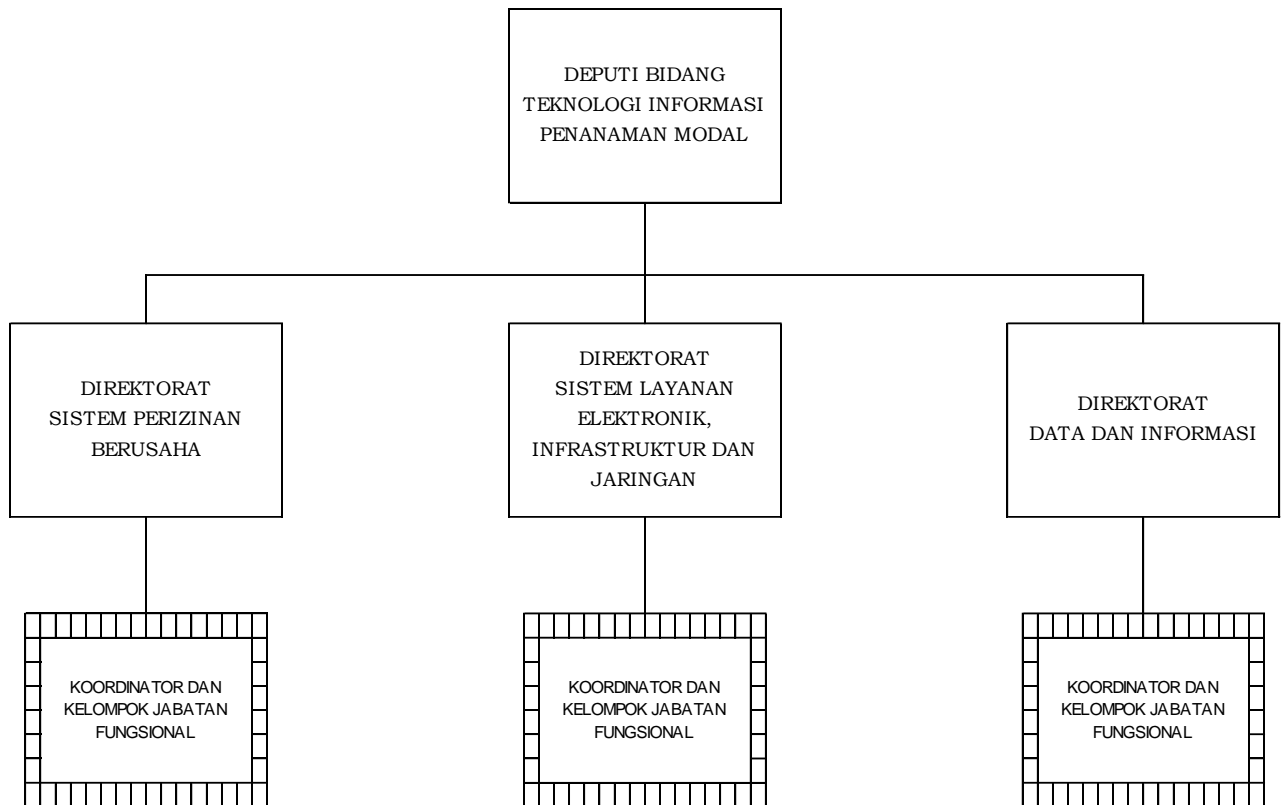 DEPUTI BIDANG
TEKNOLOGI INFORMASI
PENANAMAN MODAL
DIREKTORAT
SISTEM PERIZINAN
BERUSAHA
DIREKTORAT
SISTEM LAYANAN
ELEKTRONIK,
INFRASTRUKTUR DAN
JARINGAN
DIREKTORAT
DATA DAN INFORMASI
KOORDINATOR DAN
KELOMPOK JABATAN
FUNGSIONAL
KOORDINATOR DAN
KELOMPOK JABATAN
FUNGSIONAL
KOORDINATOR DAN
KELOMPOK JABATAN
FUNGSIONAL